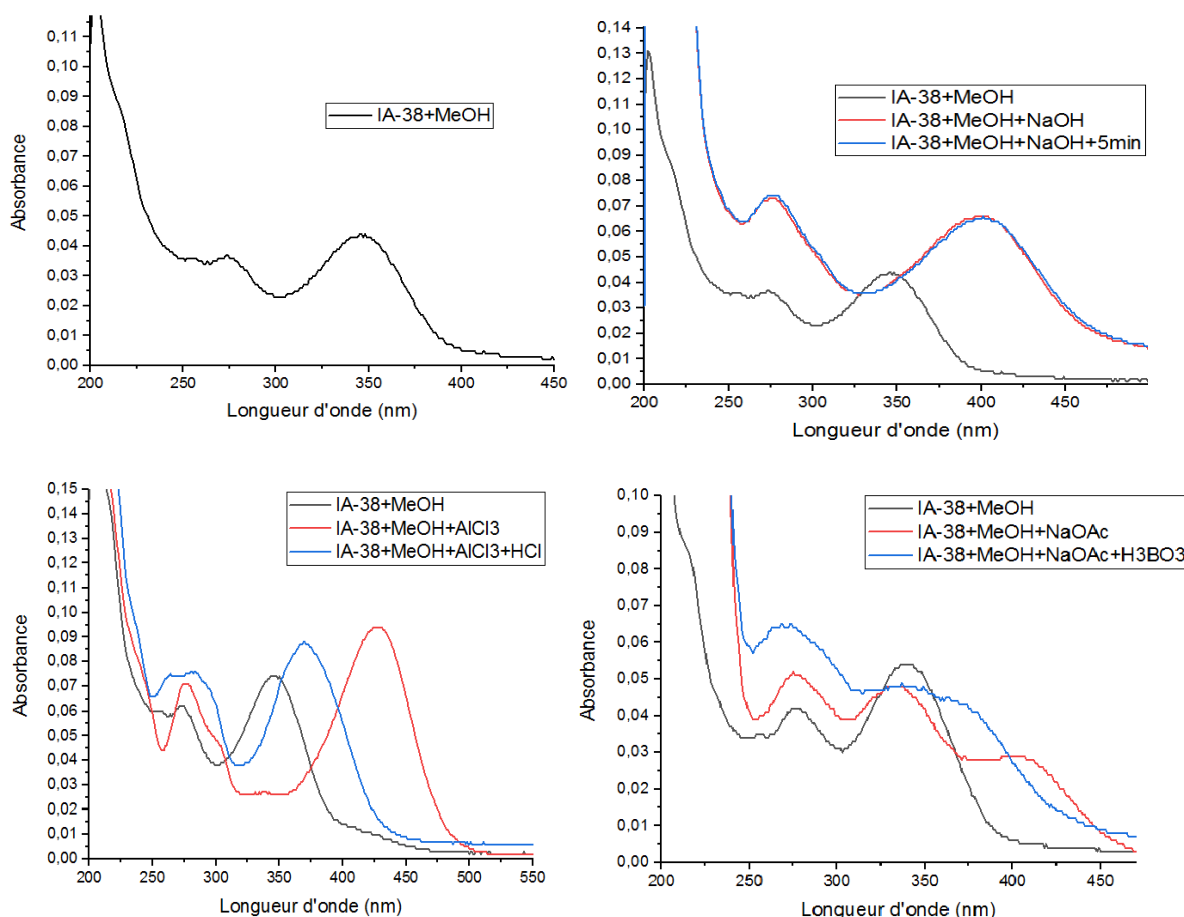 IA-38+MeOH
0,11
0,10
0,09
0,08
0,07
0,06
0,05
0,04
0,03
0,02
0,01
0,00
Absorbance
200 250 300 350 400 450
Longueur d'onde (nm)
IA-38+MeOH
IA-38+MeOH+NaOH
IA-38+MeOH+NaOH+5min
0,14
0,13
0,12
0,11
0,10
0,09
0,08
0,07
0,06
0,05
0,04
0,03
0,02
0,01
0,00
Absorbance
200 250 300 350 400 450
Longueur d'onde (nm)
IA-38+MeOH
IA-38+MeOH+AlCl3
IA-38+MeOH+AlCl3+HCl
0,15
0,14
0,13
0,12
0,11
0,10
0,09
0,08
0,07
0,06
0,05
0,04
0,03
0,02
0,01
0,00
Absorbance
200 250 300 350 400 450 500 550
Longueur d'onde (nm)
IA-38+MeOH
IA-38+MeOH+NaOAc
IA-38+MeOH+NaOAc+H3BO3
0,10
0,09
0,08
0,07
0,06
0,05
0,04
0,03
0,02
0,01
0,00
Absorbance
200 250 300 350 400 450
Longueur d'onde (nm)